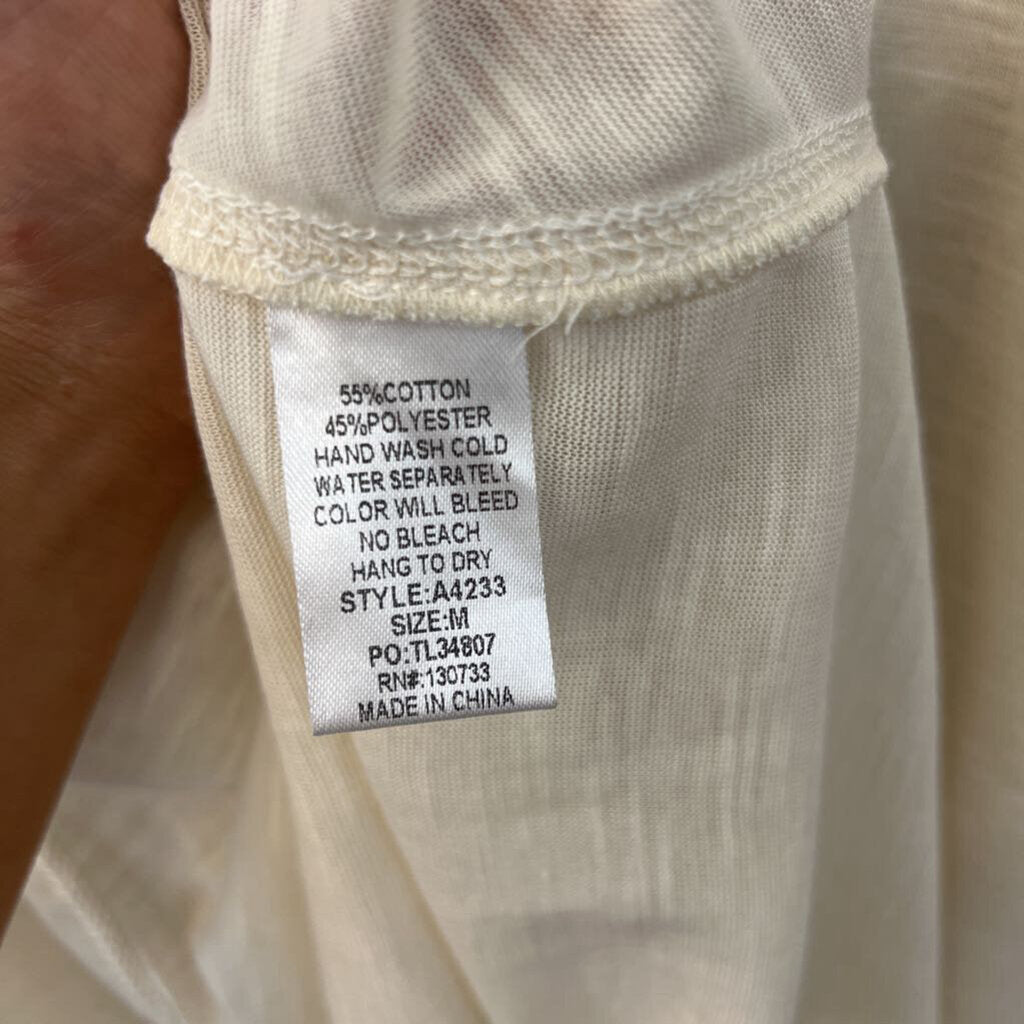 55%COTTON
45%POLYESTER
HAND WASH COLD
WATER SEPARATELY
COLOR WILL BLEED
NO BLEACH
HANG TO DRY
STYLE:A4233
SIZE:M
PO:TL34807
RN#:130733
MADE IN CHINA